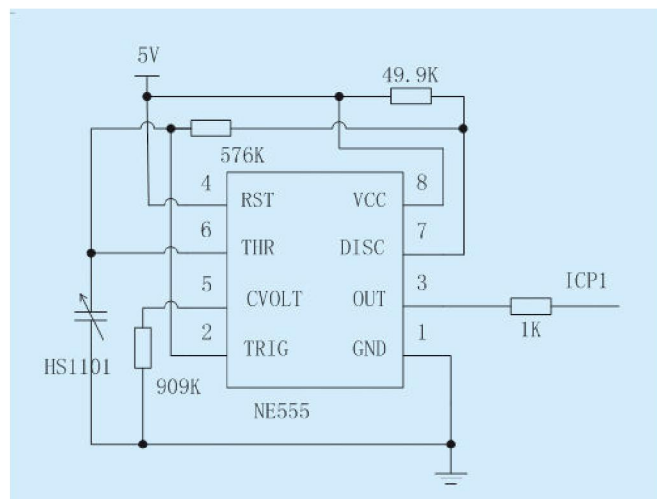 5V
49.9K
576K
4 RST VCC 8
6 THR DISC 7
5 CVOLT OUT 3 ICP1
1K
2 TRIG GND 1
HS1101
909K
NE555